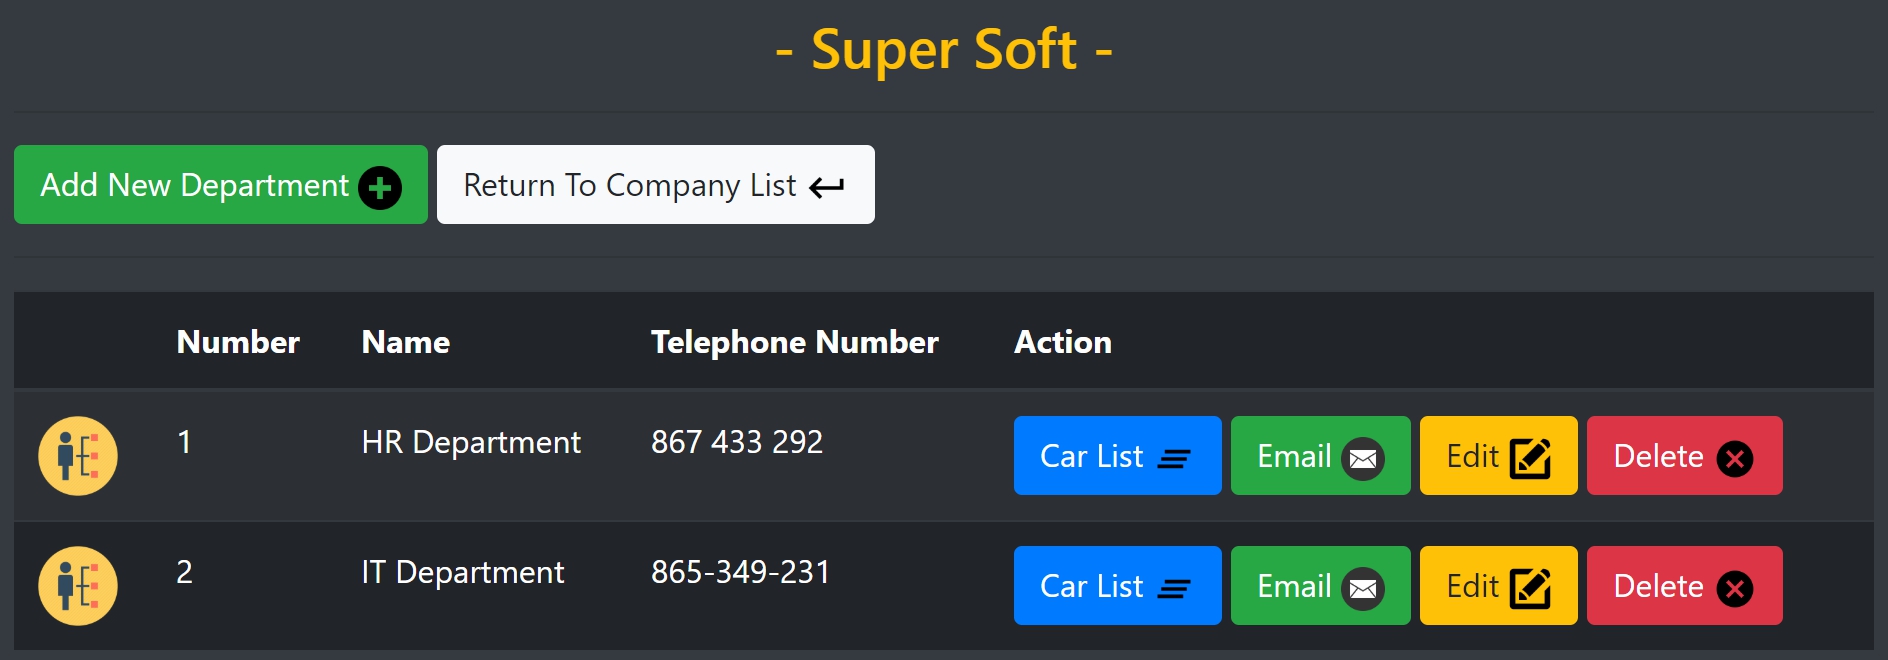 - Super Soft -
Add New Department
Return To Company List
Number Name Telephone Number Action
1 HR Department 867 433 292 Car List Email Edit Delete
2 IT Department 865-349-231 Car List Email Edit Delete